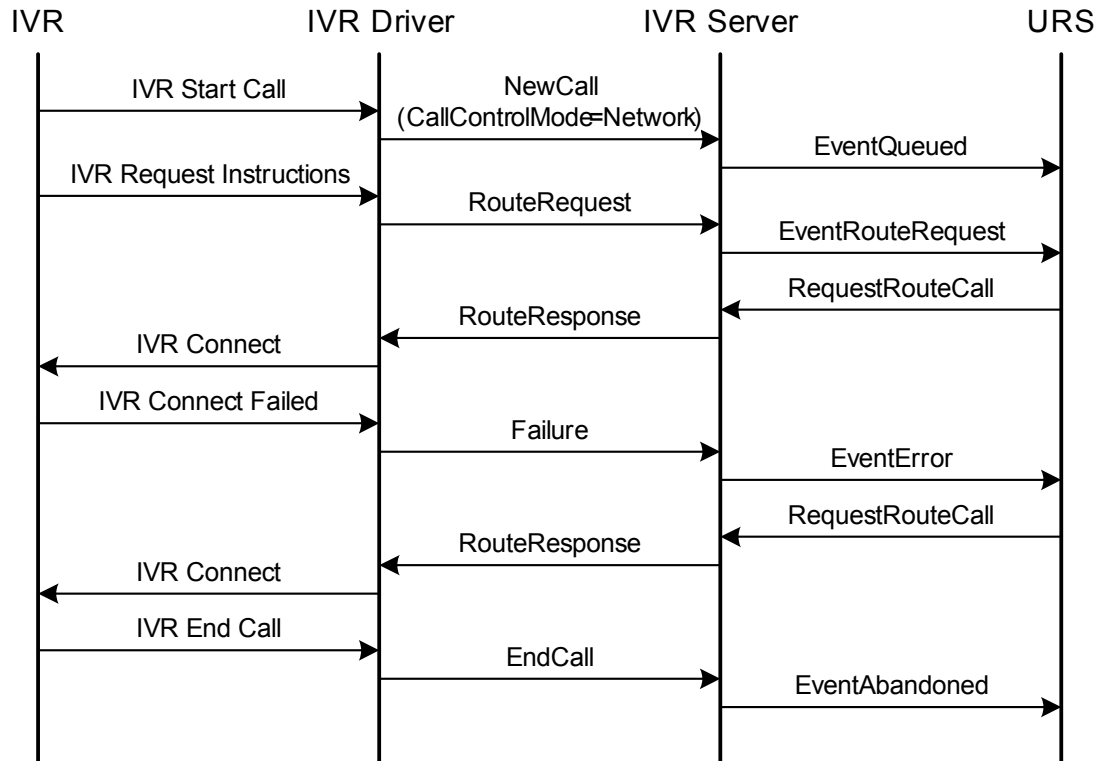 IVR
IVR Driver
IVR Server
URS
IVR Start Call
NewCall
(CallControlMode=Network)
EventQueued
IVR Request Instructions
RouteRequest
EventRouteRequest
RequestRouteCall
RouteResponse
IVR Connect
IVR Connect Failed
Failure
EventError
RequestRouteCall
RouteResponse
IVR Connect
IVR End Call
EndCall
EventAbandoned